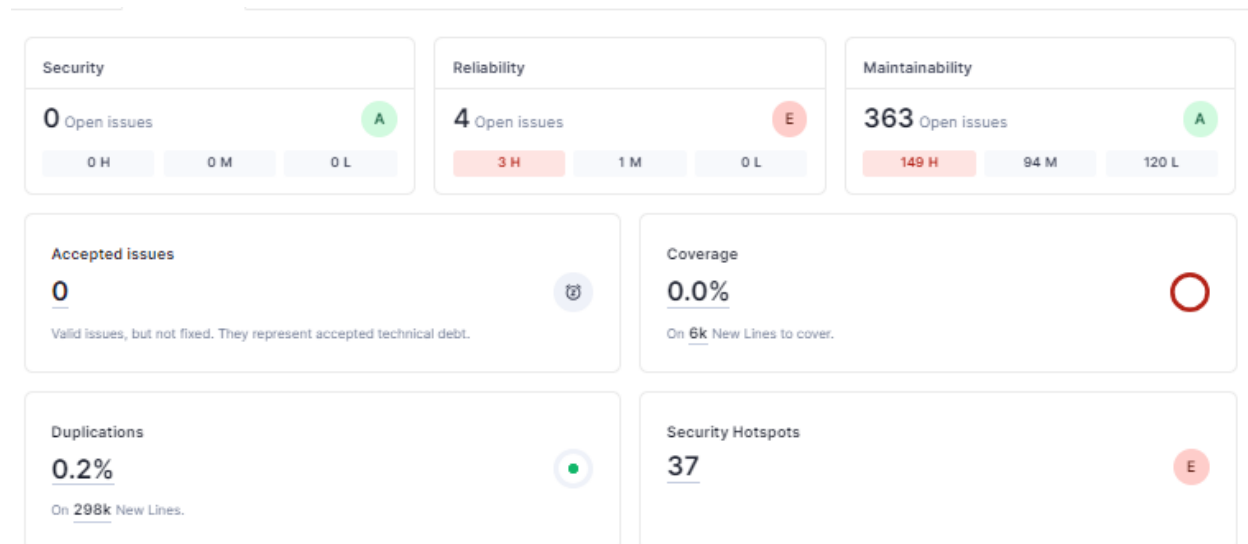 Security
0 Open issues
A
0 H
0 M
0 L
Reliability
4 Open issues
E
3 H
1 M
0 L
Maintainability
363 Open issues
A
149 H
94 M
120 L
Accepted issues
0
Valid issues, but not fixed. They represent accepted technical debt.
Coverage
0.0%
On 6k New Lines to cover.
Duplications
0.2%
On 298k New Lines.
Security Hotspots
37
E